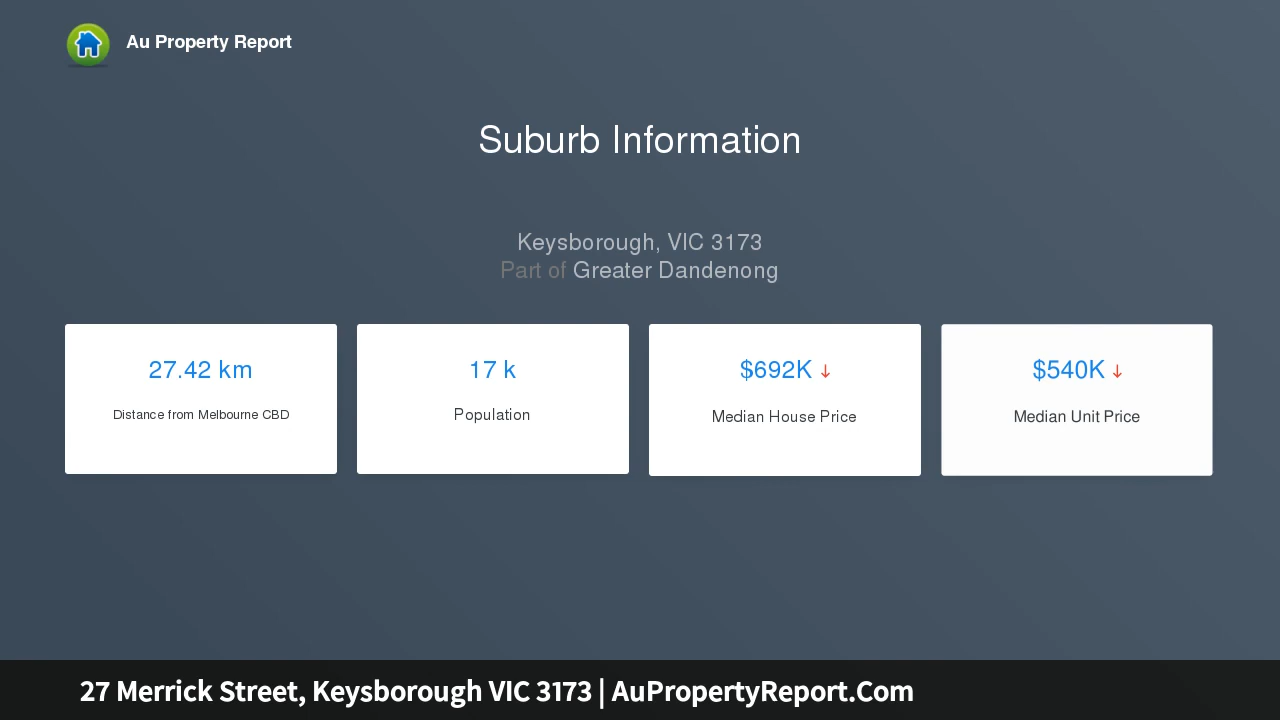 Au Property Report
Suburb Information
Keysborough, VIC 3173
Part of Greater Dandenong
27.42 km
Distance from Melbourne CBD
17 k
Population
$692K ↓
Median House Price
$540K ↓
Median Unit Price
27 Merrick Street, Keysborough VIC 3173 | AuPropertyReport.Com